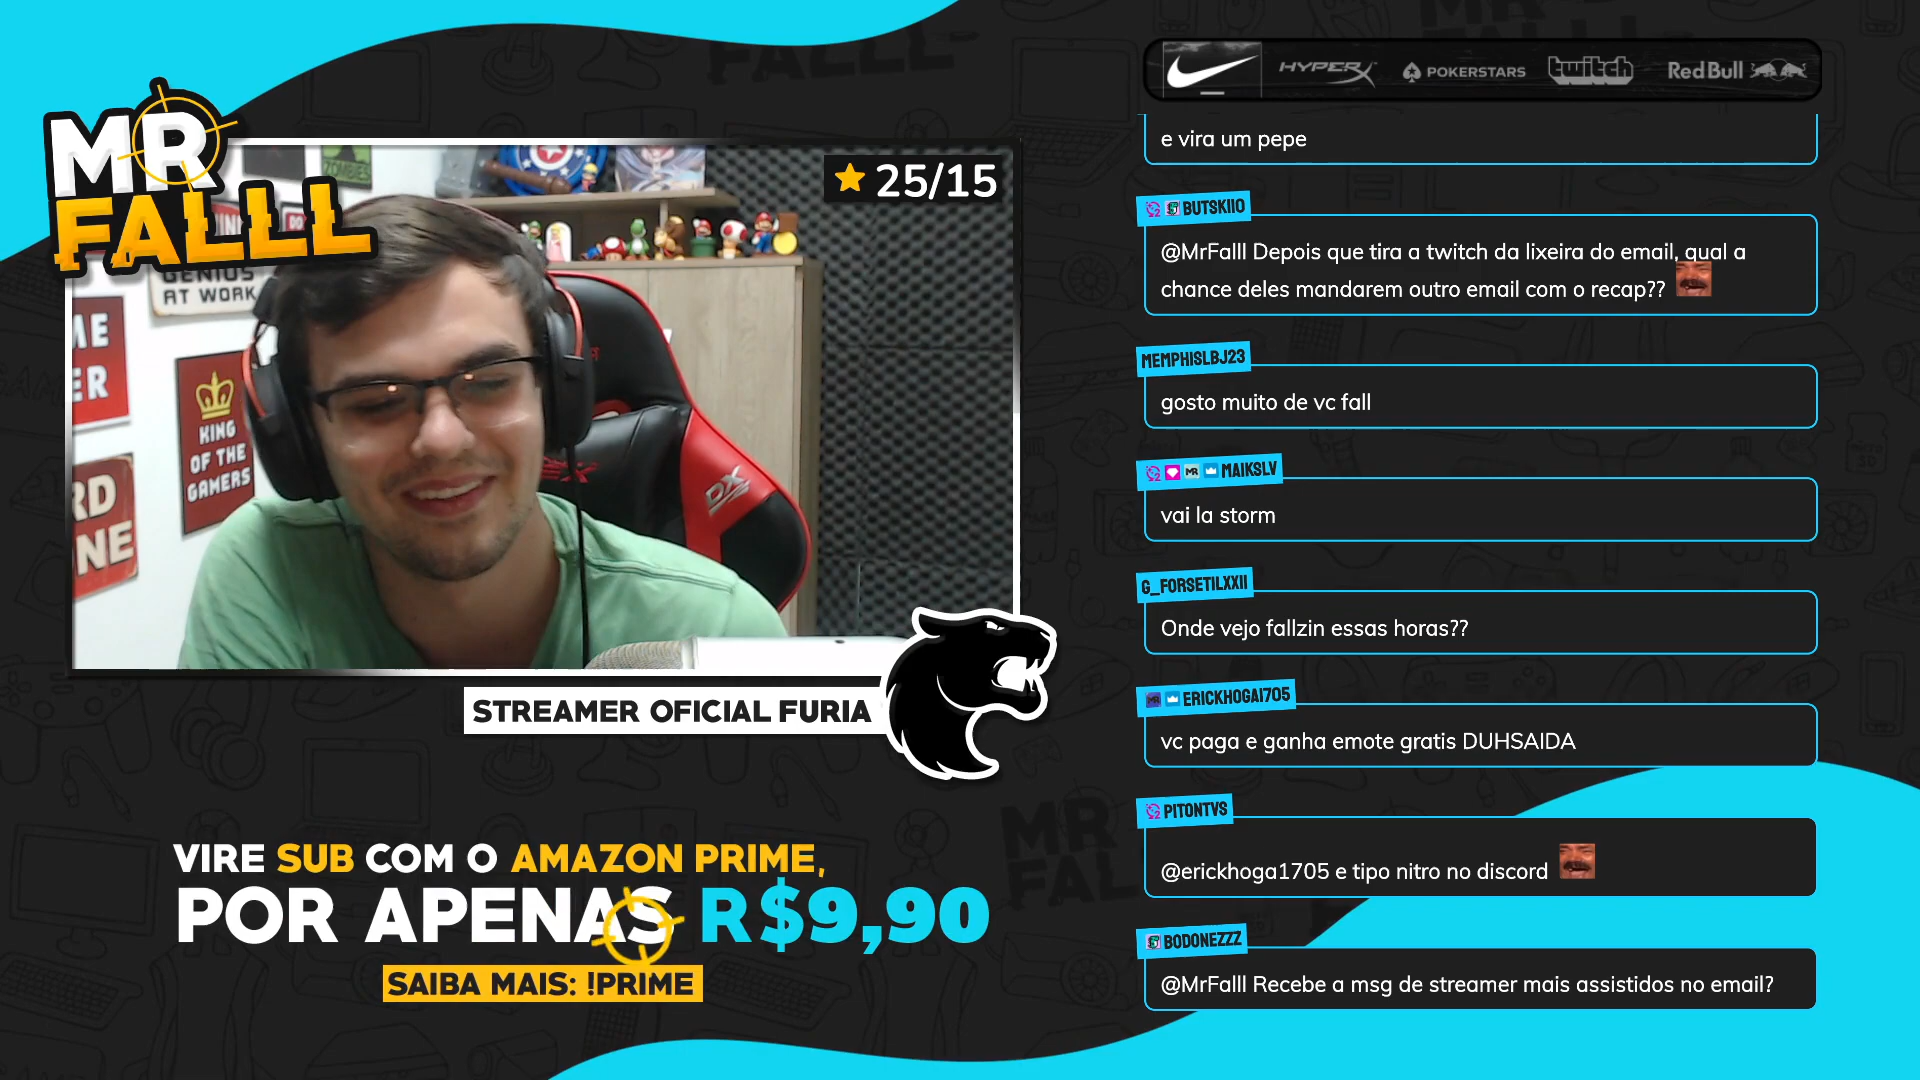 MR
FALLL
ZOMBIES
25/15
GENIUS
AT WORK
KING
OF THE
GAMERS
DX
STREAMER OFICIAL FURIA
VIRE SUB COM O AMAZON PRIME,
POR APENAS R$9,90
SAIBA MAIS: !PRIME
HYPERX
POKERSTARS
twitch
Red Bull
e vira um pepe
BUTSKIIO
@MrFalll Depois que tira a twitch da lixeira do email, qual a
chance deles mandarem outro email com o recap??
MEMPHISLBJ23
gosto muito de vc fall
MAIKSLV
vai la storm
G_FORSETILXXII
Onde vejo fallzin essas horas??
ERICKHOGA1705
vc paga e ganha emote gratis DUHSAIDA
PITONTVS
@erickhoga1705 e tipo nitro no discord
BODONEZZZ
@MrFalll Recebe a msg de streamer mais assistidos no email?